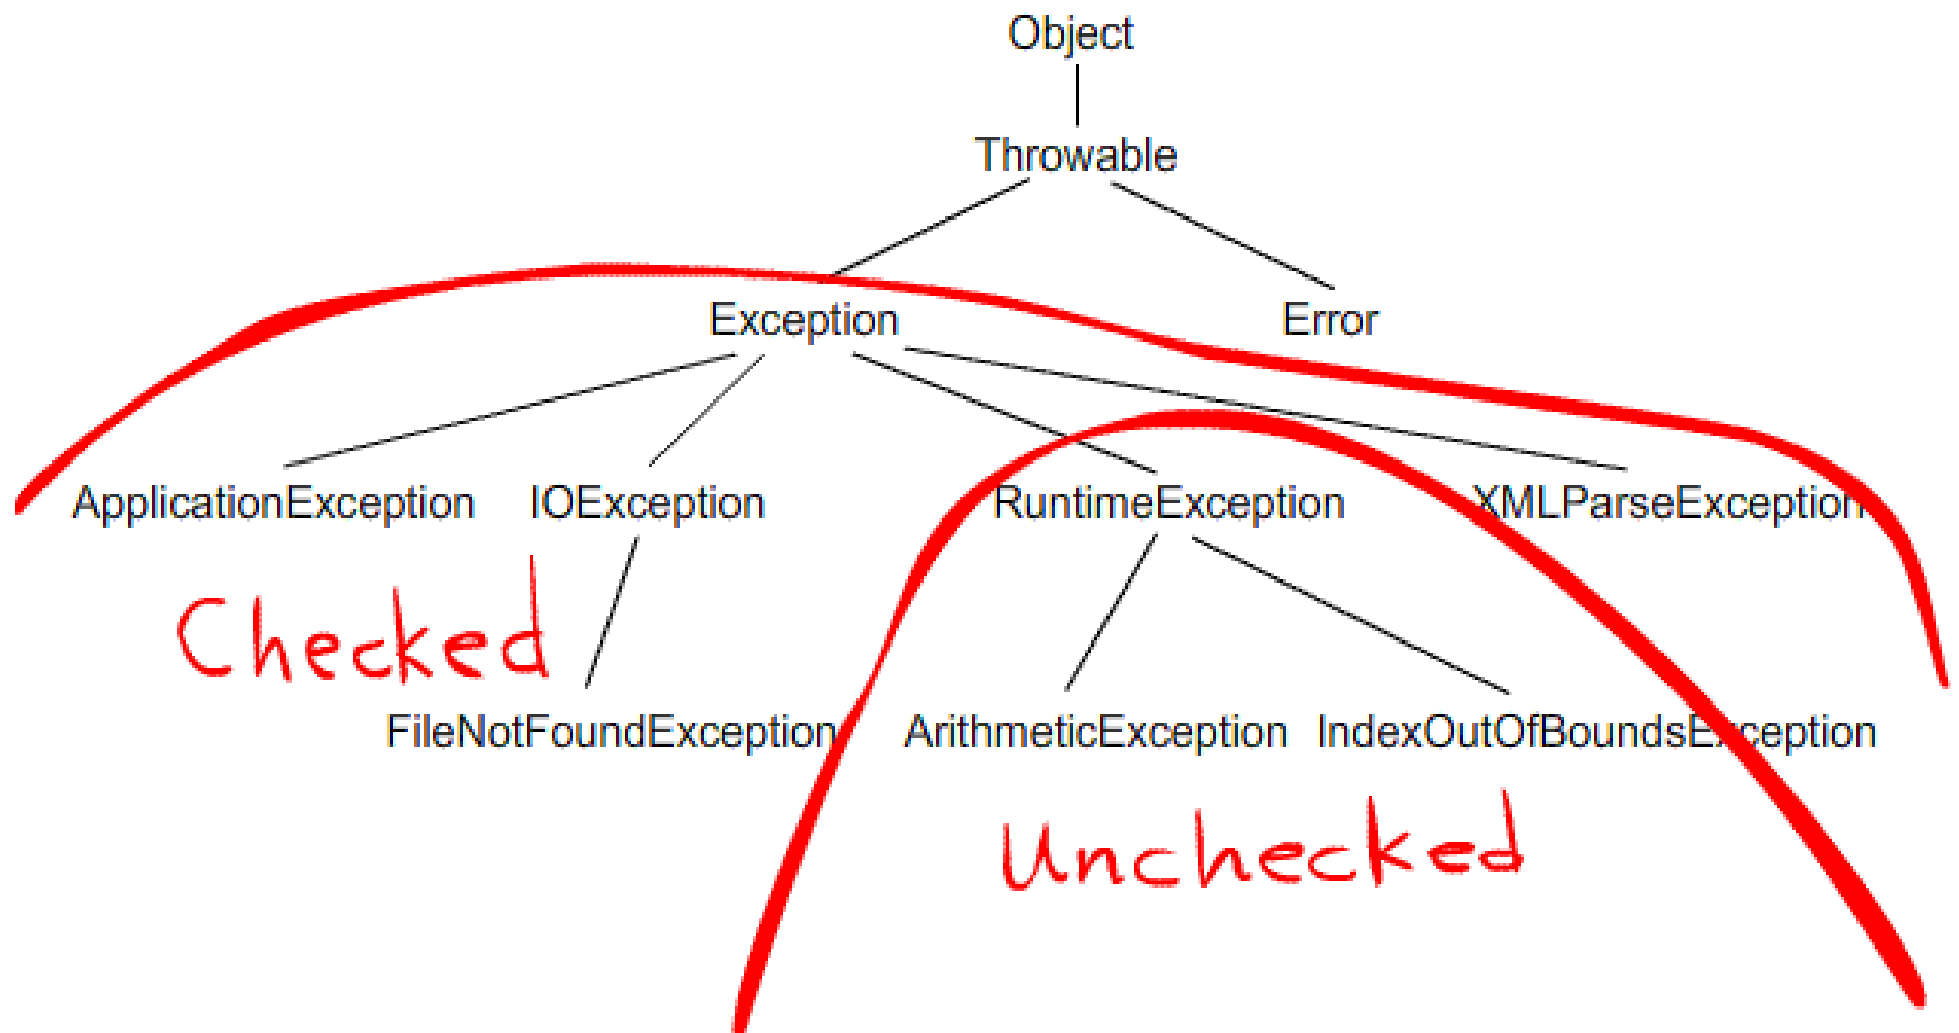 Object
Throwable
Exception Error
ApplicationException IOException RuntimeException XMLParseException
Checked
FileNotFoundException ArithmeticException IndexOutOfBoundsException
Unchecked